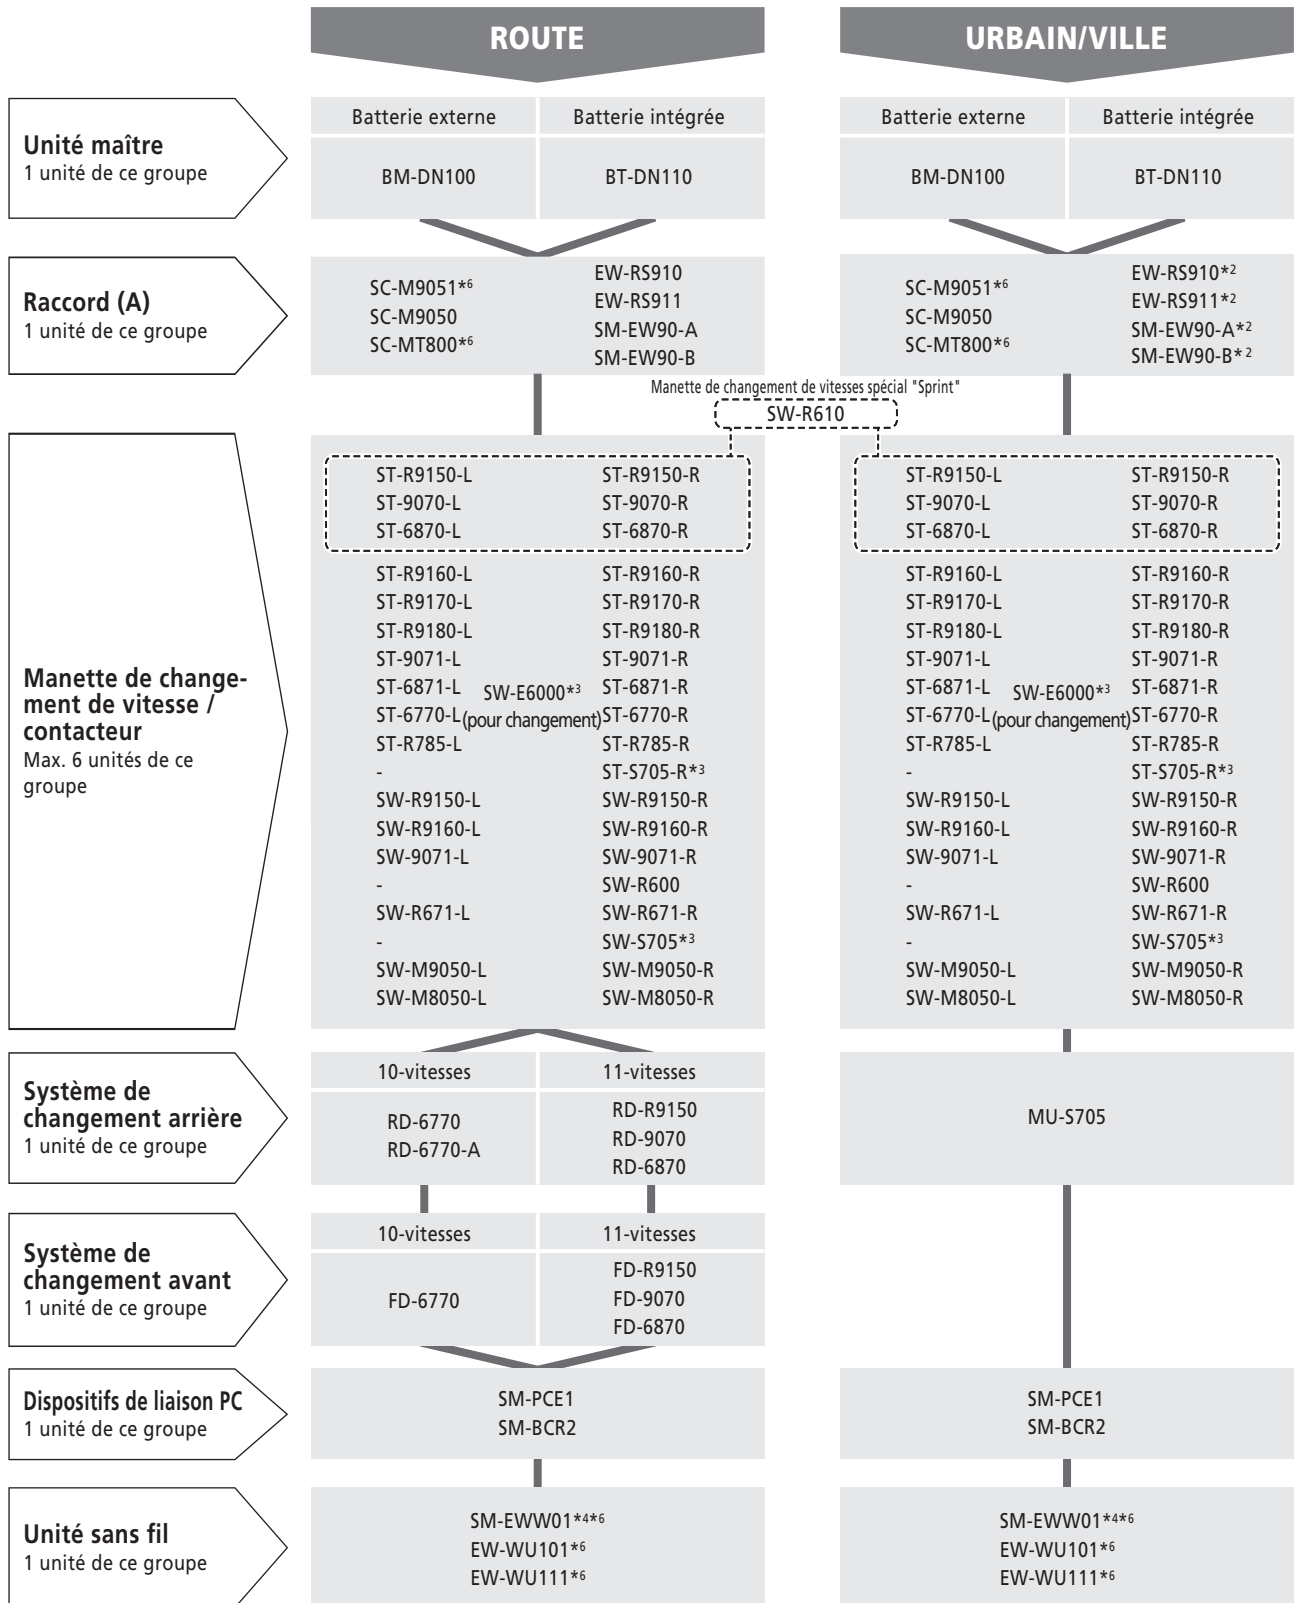 ROUTE
URBAIN/VILLE
Unité maître
1 unité de ce groupe
Batterie externe
Batterie intégrée
BM-DN100
BT-DN110
Batterie externe
Batterie intégrée
BM-DN100
BT-DN110
Raccord (A)
1 unité de ce groupe
SC-M9051*6
SC-M9050
SC-MT800*6
EW-RS910
EW-RS911
SM-EW90-A
SM-EW90-B
SC-M9051*6
SC-M9050
SC-MT800*6
EW-RS910*2
EW-RS911*2
SM-EW90-A*2
SM-EW90-B*2
Manette de changement de vitesses spécial "Sprint"
SW-R610
Manette de change-
ment de vitesse /
contacteur
Max. 6 unités de ce
groupe
ST-R9150-L
ST-9070-L
ST-6870-L
ST-R9150-R
ST-9070-R
ST-6870-R
ST-R9160-L
ST-R9170-L
ST-R9180-L
ST-9071-L
ST-6871-L
ST-6770-L
ST-R785-L
-
SW-R9150-L
SW-R9160-L
SW-9071-L
-
SW-R671-L
-
SW-M9050-L
SW-M8050-L
SW-E6000*3
(pour changement)
ST-R9160-R
ST-R9170-R
ST-R9180-R
ST-9071-R
ST-6871-R
ST-6770-R
ST-R785-R
ST-S705-R*3
SW-R9150-R
SW-R9160-R
SW-9071-R
SW-R600
SW-R671-R
SW-S705*3
SW-M9050-R
SW-M8050-R
ST-R9150-L
ST-9070-L
ST-6870-L
ST-R9150-R
ST-9070-R
ST-6870-R
ST-R9160-L
ST-R9170-L
ST-R9180-L
ST-9071-L
ST-6871-L
ST-6770-L
ST-R785-L
-
SW-R9150-L
SW-R9160-L
SW-9071-L
-
SW-R671-L
-
SW-M9050-L
SW-M8050-L
SW-E6000*3
(pour changement)
ST-R9160-R
ST-R9170-R
ST-R9180-R
ST-9071-R
ST-6871-R
ST-6770-R
ST-R785-R
ST-S705-R*3
SW-R9150-R
SW-R9160-R
SW-9071-R
SW-R600
SW-R671-R
SW-S705*3
SW-M9050-R
SW-M8050-R
Système de
changement arrière
1 unité de ce groupe
10-vitesses
11-vitesses
RD-6770
RD-6770-A
RD-R9150
RD-9070
RD-6870
MU-S705
Système de
changement avant
1 unité de ce groupe
10-vitesses
11-vitesses
FD-6770
FD-R9150
FD-9070
FD-6870
Dispositifs de liaison PC
1 unité de ce groupe
SM-PCE1
SM-BCR2
SM-PCE1
SM-BCR2
Unité sans fil
1 unité de ce groupe
SM-EWW01*4*6
EW-WU101*6
EW-WU111*6
SM-EWW01*4*6
EW-WU101*6
EW-WU111*6